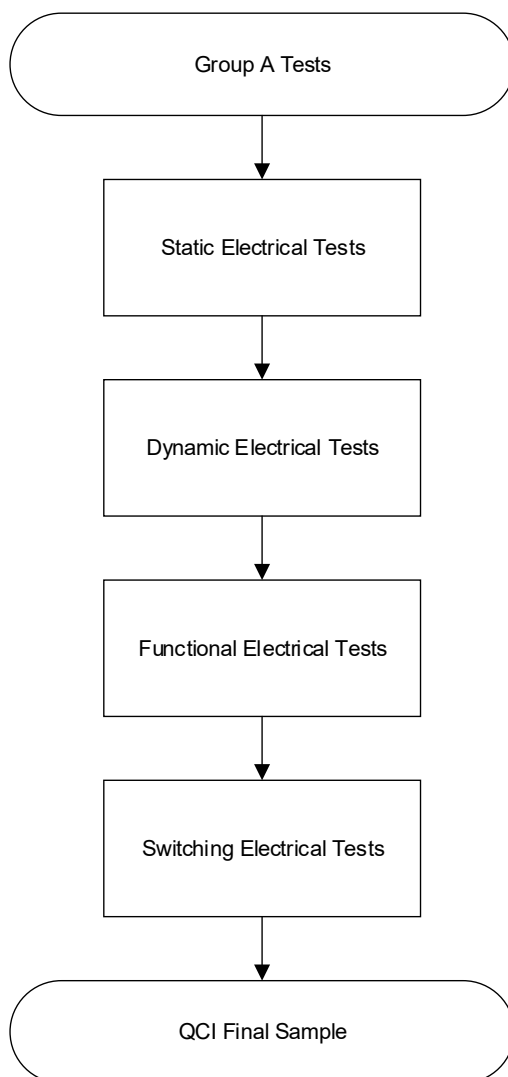 Group A Tests
Static Electrical Tests
Dynamic Electrical Tests
Functional Electrical Tests
Switching Electrical Tests
QCI Final Sample